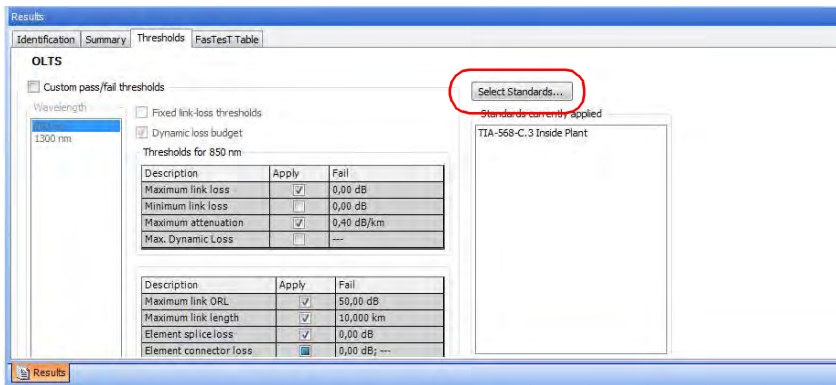 Results
Identification Summary Thresholds FasTesT Table
OLTS
Custom pass/fail thresholds
Select Standards...
Wavelength
Fixed link-loss thresholds
Standards currently applied
1300 nm
Dynamic loss budget
TIA-568-C.3 Inside Plant
Thresholds for 850 nm
Description Apply Fail
Maximum link loss 0,00 dB
Minimum link loss 0,00 dB
Maximum attenuation 0,40 dB/km
Max. Dynamic Loss ---
Description Apply Fail
Maximum link ORL 50,00 dB
Maximum link length 10,000 km
Element splice loss 0,00 dB
Element connector loss 0,00 dB; ---
Results